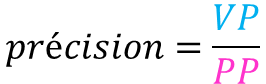 précision = VP/PP